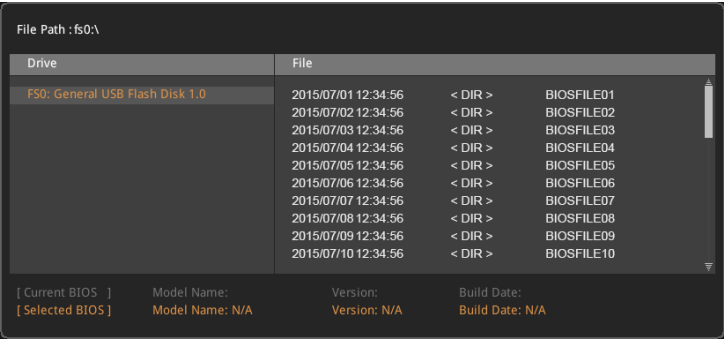 File Path : fs0:\
Drive File
FS0: General USB Flash Disk 1.0
2015/07/01 12:34:56 < DIR > BIOSFILE01
2015/07/02 12:34:56 < DIR > BIOSFILE02
2015/07/03 12:34:56 < DIR > BIOSFILE03
2015/07/04 12:34:56 < DIR > BIOSFILE04
2015/07/05 12:34:56 < DIR > BIOSFILE05
2015/07/06 12:34:56 < DIR > BIOSFILE06
2015/07/07 12:34:56 < DIR > BIOSFILE07
2015/07/08 12:34:56 < DIR > BIOSFILE08
2015/07/09 12:34:56 < DIR > BIOSFILE09
2015/07/10 12:34:56 < DIR > BIOSFILE10
[ Current BIOS ] Model Name: Version: Build Date:
[ Selected BIOS ] Model Name: N/A Version: N/A Build Date: N/A